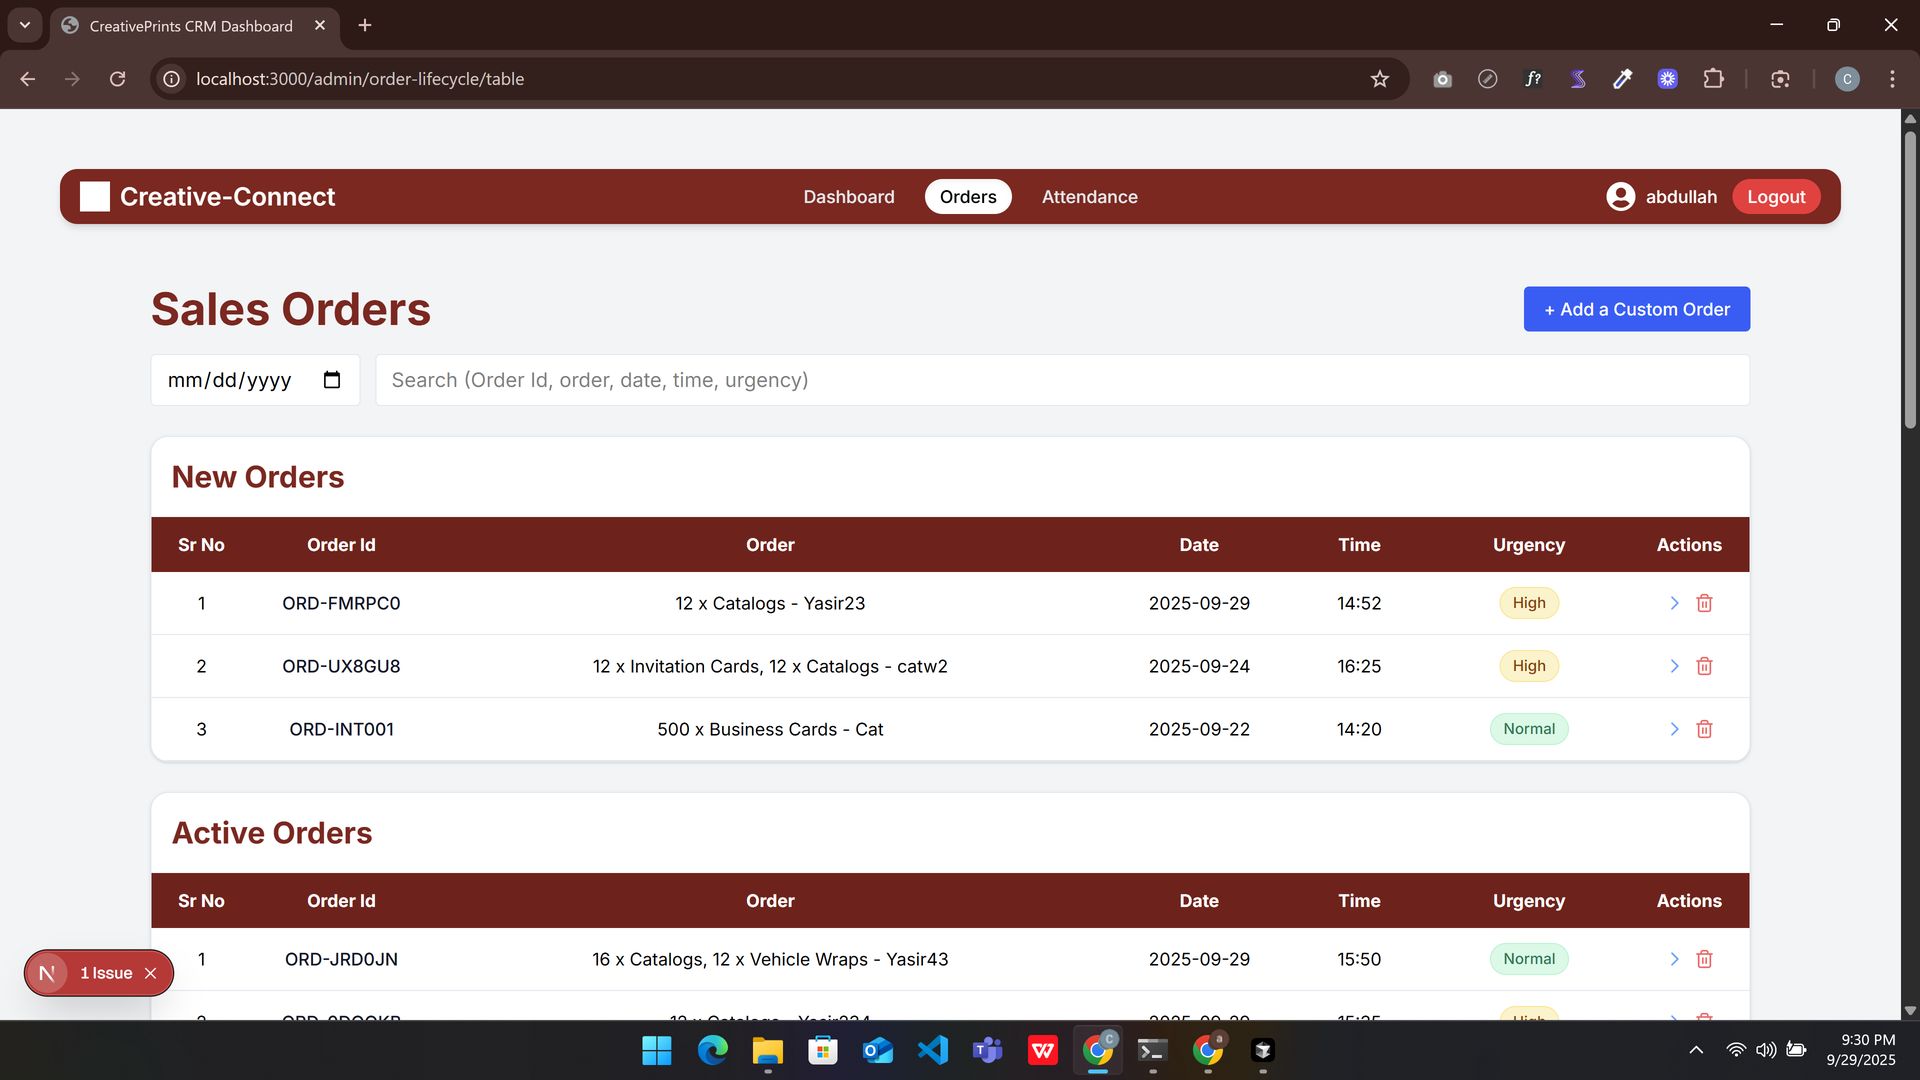 CreativePrints CRM Dashboard
localhost:3000/admin/order-lifecycle/table
f?
C
Creative-Connect
Dashboard
Orders
Attendance
abdullah
Logout
Sales Orders
+ Add a Custom Order
mm/dd/yyyy
Search (Order Id, order, date, time, urgency)
New Orders
Sr No Order Id Order Date Time Urgency Actions
1 ORD-FMRPC0 12 x Catalogs - Yasir23 2025-09-29 14:52 High
2 ORD-UX8GU8 12 x Invitation Cards, 12 x Catalogs - catw2 2025-09-24 16:25 High
3 ORD-INT001 500 x Business Cards - Cat 2025-09-22 14:20 Normal
Active Orders
Sr No Order Id Order Date Time Urgency Actions
1 ORD-JRD0JN 16 x Catalogs, 12 x Vehicle Wraps - Yasir43 2025-09-29 15:50 Normal
N 1 Issue
9:30 PM
9/29/2025